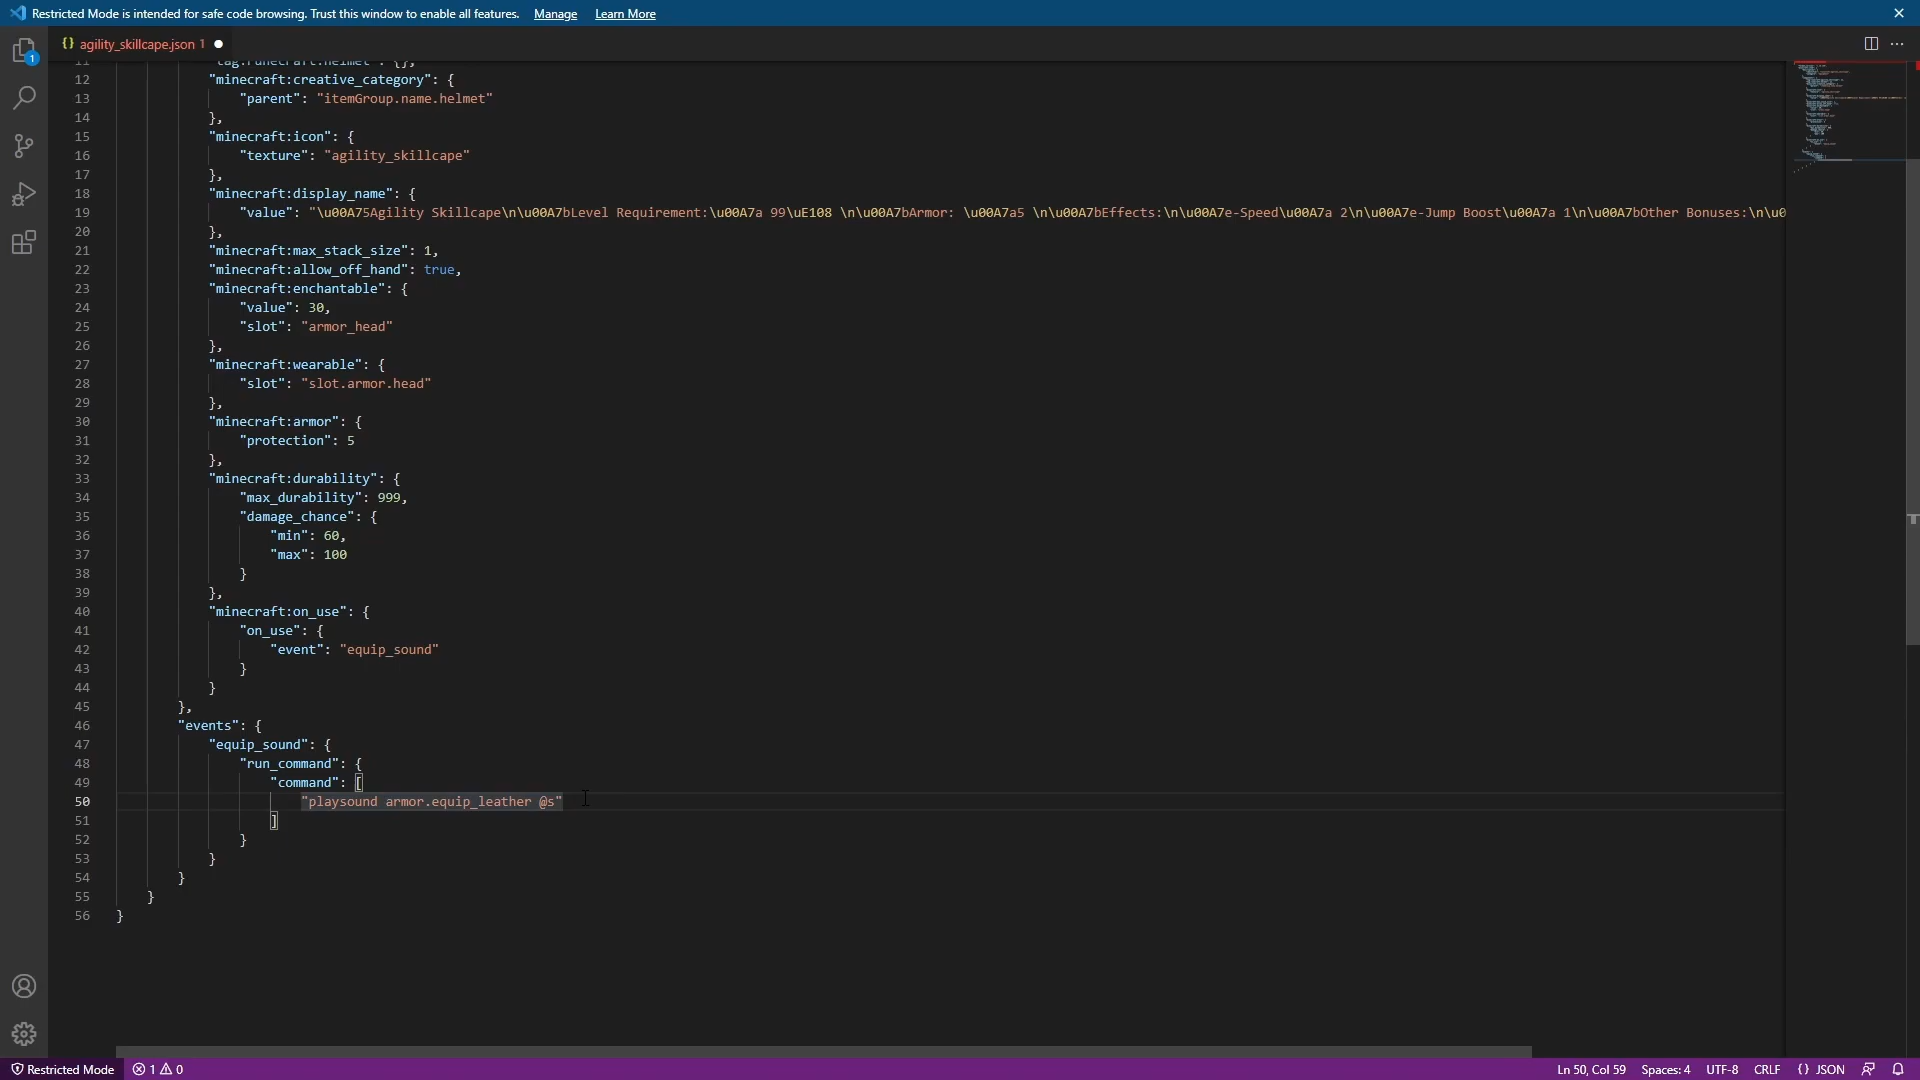 Restricted Mode is intended for safe code browsing. Trust this window to enable all features. Manage Learn More
{} agility_skillcape.json 1
1
11 "tag:runecraft:helmet": {},
12 "minecraft:creative_category": {
13 "parent": "itemGroup.name.helmet"
14 },
15 "minecraft:icon": {
16 "texture": "agility_skillcape"
17 },
18 "minecraft:display_name": {
19 "value": "\u00A75Agility Skillcape\n\u00A7bLevel Requirement:\u00A7a 99\uE108 \n\u00A7bArmor: \u00A7a5 \n\u00A7bEffects:\n\u00A7e-Speed\u00A7a 2\n\u00A7e-Jump Boost\u00A7a 1\n\u00A7bOther Bonuses:\n\u0
20 },
21 "minecraft:max_stack_size": 1,
22 "minecraft:allow_off_hand": true,
23 "minecraft:enchantable": {
24 "value": 30,
25 "slot": "armor_head"
26 },
27 "minecraft:wearable": {
28 "slot": "slot.armor.head"
29 },
30 "minecraft:armor": {
31 "protection": 5
32 },
33 "minecraft:durability": {
34 "max_durability": 999,
35 "damage_chance": {
36 "min": 60,
37 "max": 100
38 }
39 },
40 "minecraft:on_use": {
41 "on_use": {
42 "event": "equip_sound"
43 }
44 }
45 },
46 "events": {
47 "equip_sound": {
48 "run_command": {
49 "command": [
50 "playsound armor.equip_leather @s"
51 ]
52 }
53 }
54 }
55 }
56 }
Restricted Mode 1 0 Ln 50, Col 59 Spaces: 4 UTF-8 CRLF {} JSON